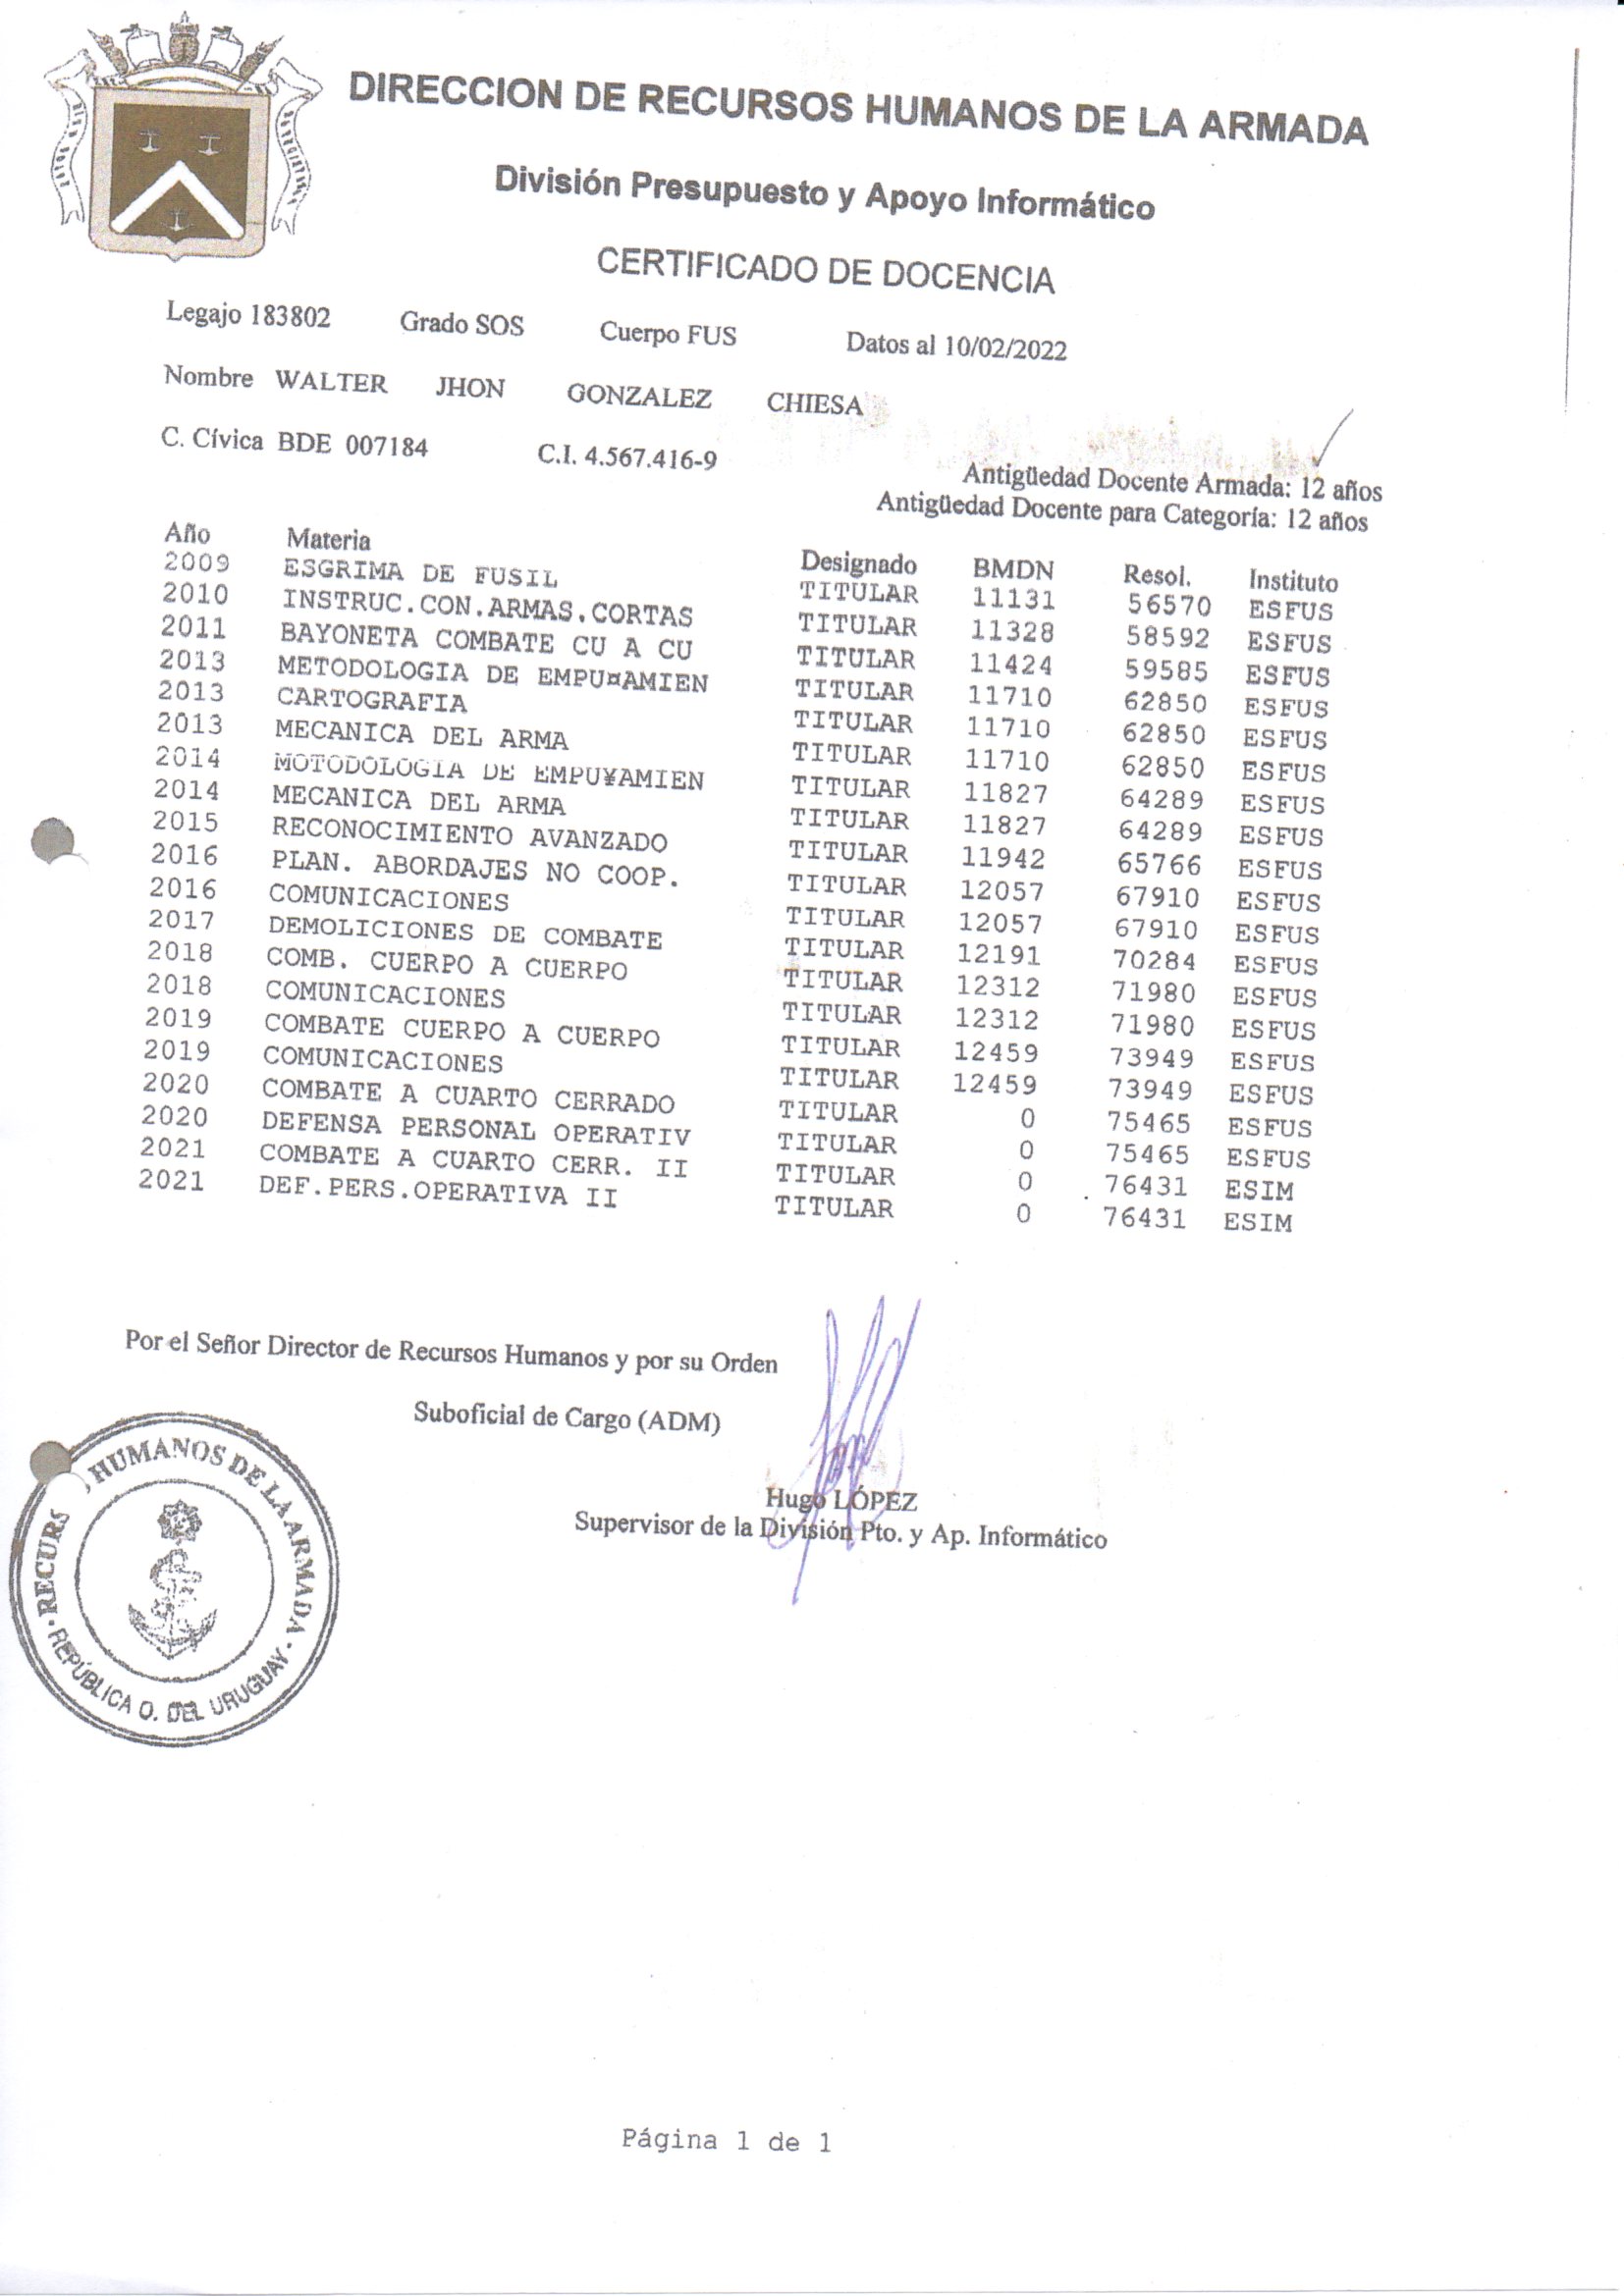 DIRECCION DE RECURSOS HUMANOS DE LA ARMADA
División Presupuesto y Apoyo Informático
CERTIFICADO DE DOCENCIA
Legajo 183802 Grado SOS Cuerpo FUS Datos al 10/02/2022
Nombre WALTER JHON GONZALEZ CHIESA
C. Cívica BDE 007184 C.I. 4.567.416-9
Antigüedad Docente Armada: 12 años
Antigüedad Docente para Categoría: 12 años
Año Materia Designado BMDN Resol. Instituto
2009 ESGRIMA DE FUSIL TITULAR 11131 56570 ESFUS
2010 INSTRUC.CON.ARMAS.CORTAS TITULAR 11328 58592 ESFUS
2011 BAYONETA COMBATE CU A CU TITULAR 11424 59585 ESFUS
2013 METODOLOGIA DE EMPU¤AMIEN TITULAR 11710 62850 ESFUS
2013 CARTOGRAFIA TITULAR 11710 62850 ESFUS
2013 MECANICA DEL ARMA TITULAR 11710 62850 ESFUS
2014 MOTODOLOGIA DE EMPU¥AMIEN TITULAR 11827 64289 ESFUS
2014 MECANICA DEL ARMA TITULAR 11827 64289 ESFUS
2015 RECONOCIMIENTO AVANZADO TITULAR 11942 65766 ESFUS
2016 PLAN. ABORDAJES NO COOP. TITULAR 12057 67910 ESFUS
2016 COMUNICACIONES TITULAR 12057 67910 ESFUS
2017 DEMOLICIONES DE COMBATE TITULAR 12191 70284 ESFUS
2018 COMB. CUERPO A CUERPO TITULAR 12312 71980 ESFUS
2018 COMUNICACIONES TITULAR 12312 71980 ESFUS
2019 COMBATE CUERPO A CUERPO TITULAR 12459 73949 ESFUS
2019 COMUNICACIONES TITULAR 12459 73949 ESFUS
2020 COMBATE A CUARTO CERRADO TITULAR 0 75465 ESFUS
2020 DEFENSA PERSONAL OPERATIV TITULAR 0 75465 ESFUS
2021 COMBATE A CUARTO CERR. II TITULAR 0 76431 ESIM
2021 DEF.PERS.OPERATIVA II TITULAR 0 76431 ESIM
Por el Señor Director de Recursos Humanos y por su Orden
Suboficial de Cargo (ADM)
Hugo LÓPEZ
Supervisor de la División Pto. y Ap. Informático
RECURS HUMANOS DE LA ARMADA
REPÚBLICA O. DEL URUGUAY
Página 1 de 1